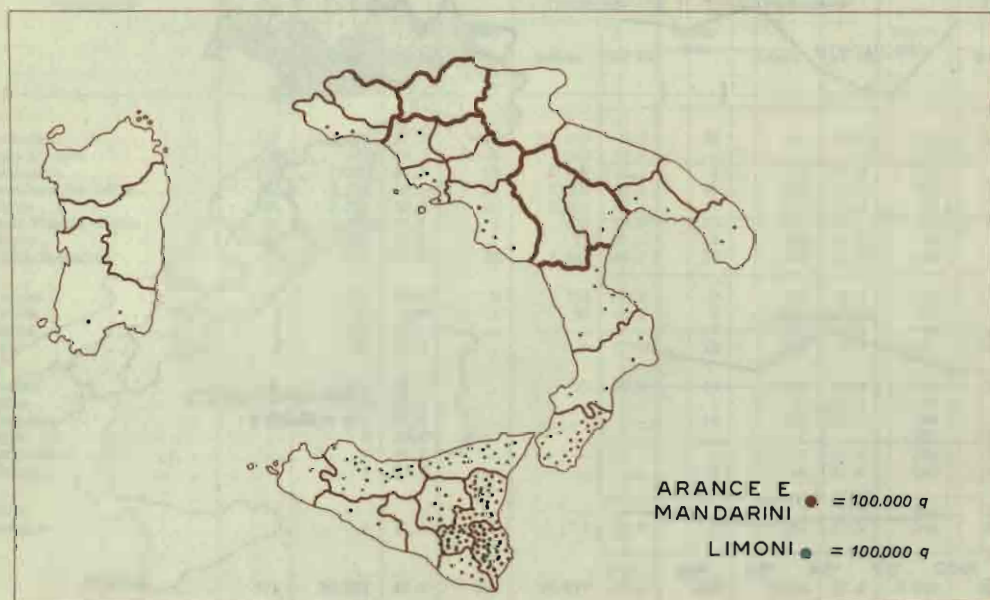 ARANCE E
MANDARINI = 100.000 q
LIMONI = 100.000 q